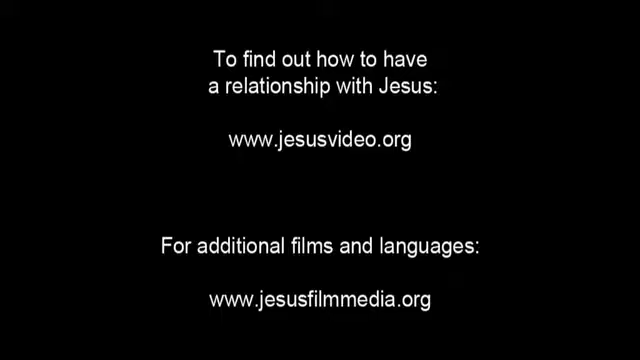 To find out how to have
a relationship with Jesus:
www.jesusvideo.org
For additional films and languages:
www.jesusfilmmedia.org